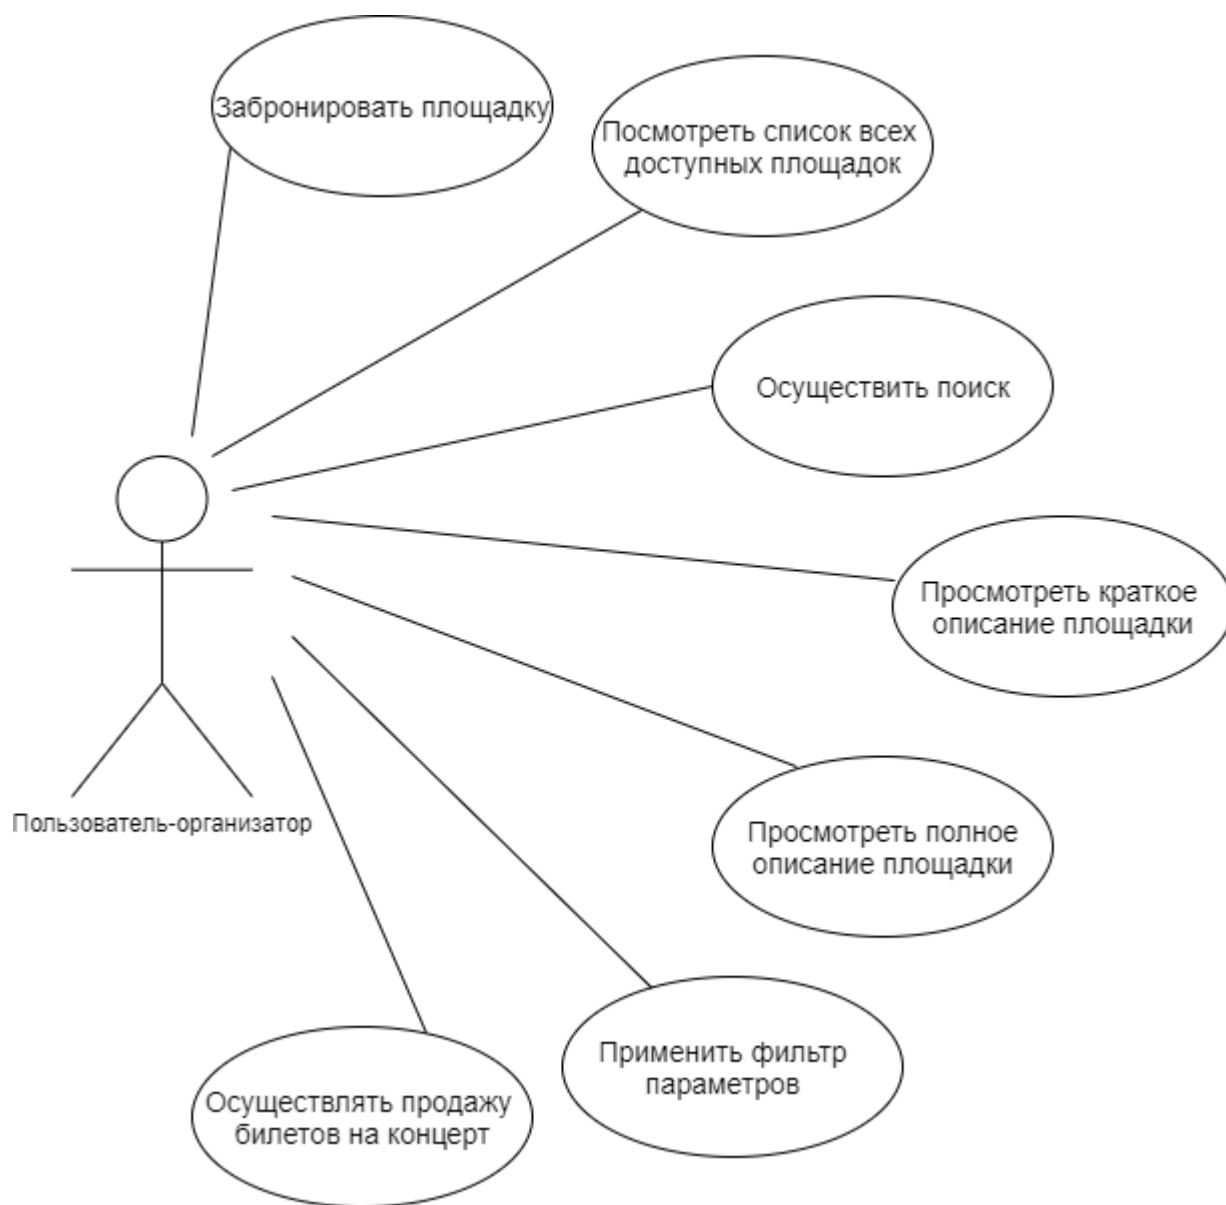 Забронировать площадку
Посмотреть список всех
доступных площадок
Осуществить поиск
Просмотреть краткое
описание площадки
Пользователь-организатор
Просмотреть полное
описание площадки
Применить фильтр
параметров
Осуществлять продажу
билетов на концерт